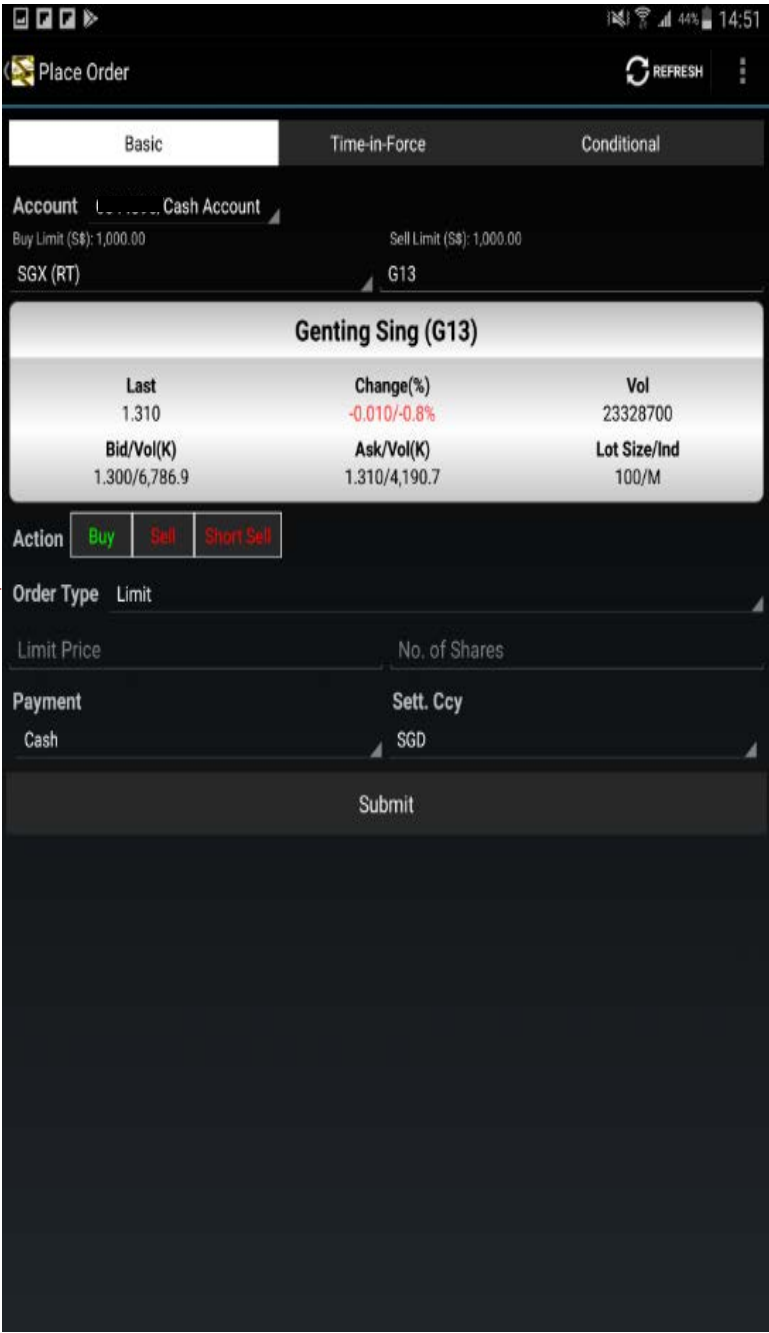 44% 14:51
Place Order REFRESH
Basic Time-in-Force Conditional
Account Cash Account
Buy Limit (S$): 1,000.00 Sell Limit (S$): 1,000.00
SGX (RT) G13
Genting Sing (G13)
Last Change(%) Vol
1.310 -0.010/-0.8% 23328700
Bid/Vol(K) Ask/Vol(K) Lot Size/Ind
1.300/6,786.9 1.310/4,190.7 100/M
Action Buy Sell Short Sell
Order Type Limit
Limit Price No. of Shares
Payment Sett. Ccy
Cash SGD
Submit